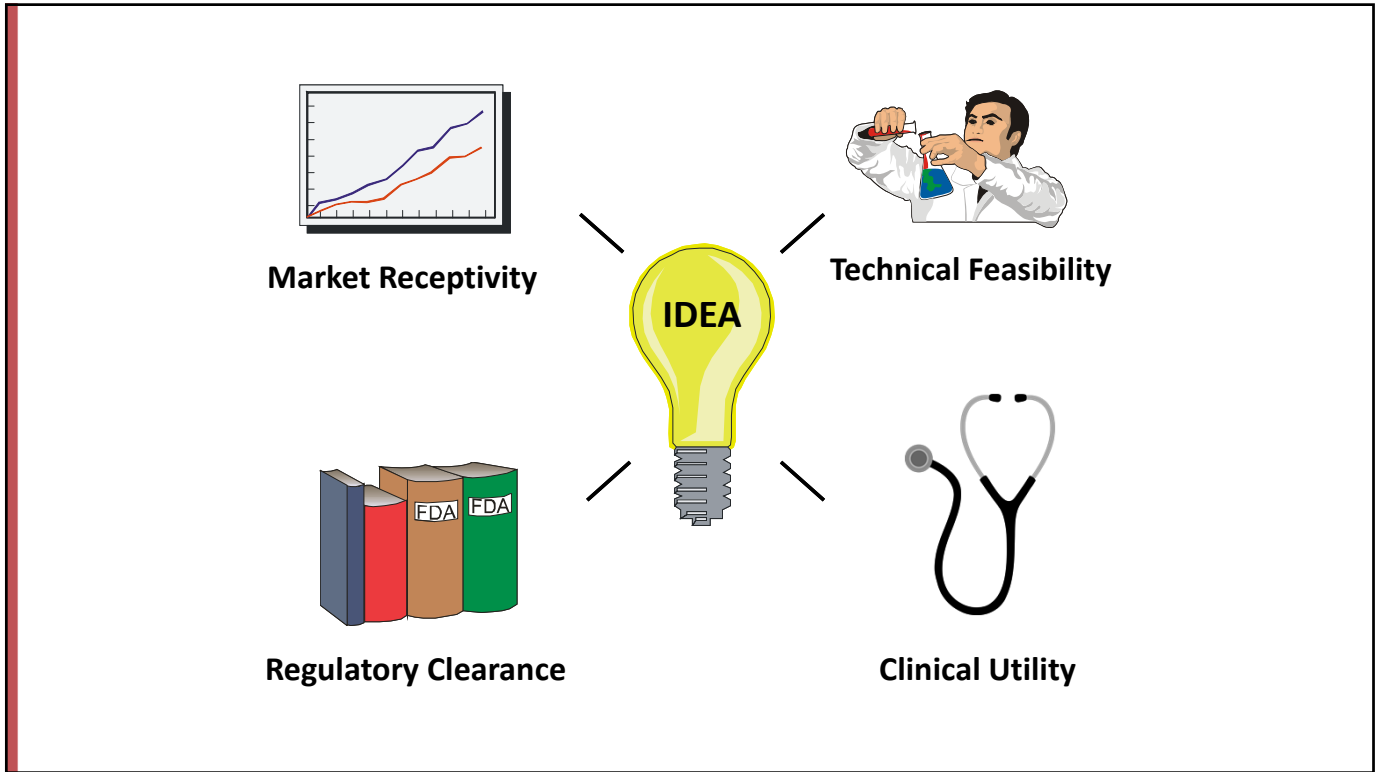 Market Receptivity
Technical Feasibility
IDEA
FDA
FDA
Regulatory Clearance
Clinical Utility